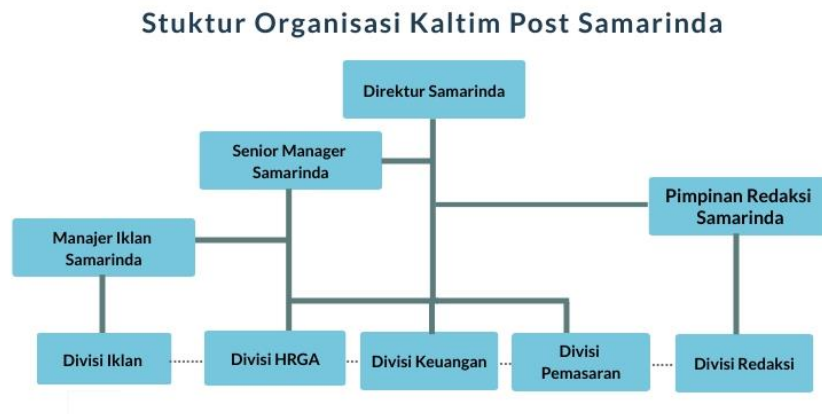 Stuktur Organisasi Kaltim Post Samarinda
Direktur Samarinda
Senior Manager
Samarinda
Pimpinan Redaksi
Samarinda
Manajer Iklan
Samarinda
Divisi Iklan
Divisi HRGA
Divisi Keuangan
Divisi
Pemasaran
Divisi Redaksi